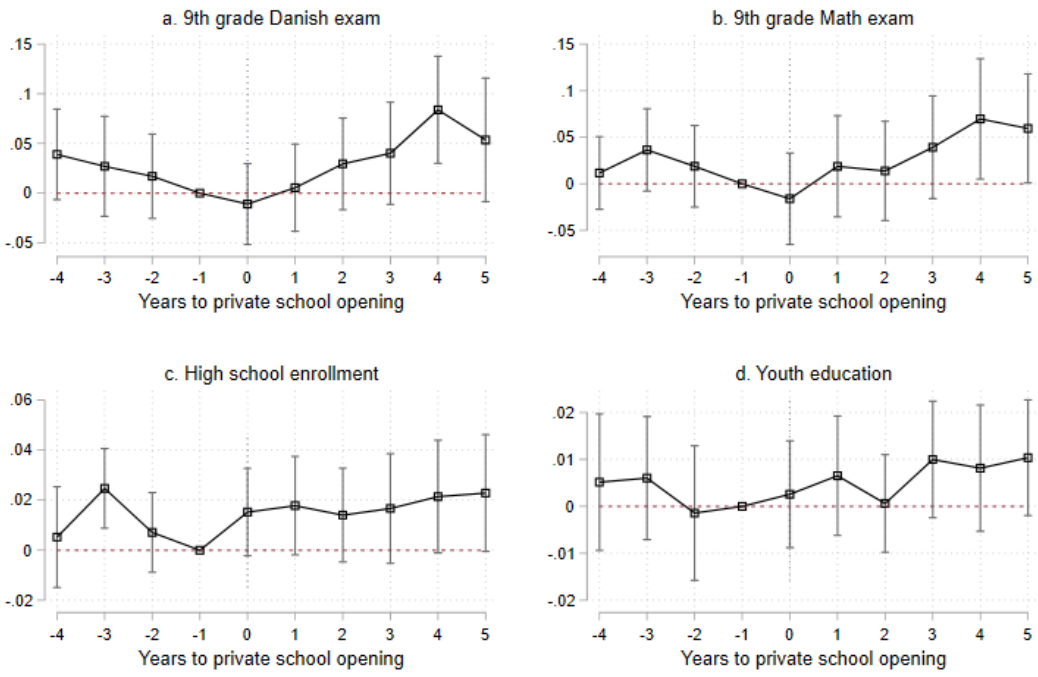 a. 9th grade Danish exam
.15
.1
.05
0
-.05
-4 -3 -2 -1 0 1 2 3 4 5
Years to private school opening
b. 9th grade Math exam
.15
.1
.05
0
-.05
-4 -3 -2 -1 0 1 2 3 4 5
Years to private school opening
c. High school enrollment
.06
.04
.02
0
-.02
-4 -3 -2 -1 0 1 2 3 4 5
Years to private school opening
d. Youth education
.02
.01
0
-.01
-.02
-4 -3 -2 -1 0 1 2 3 4 5
Years to private school opening